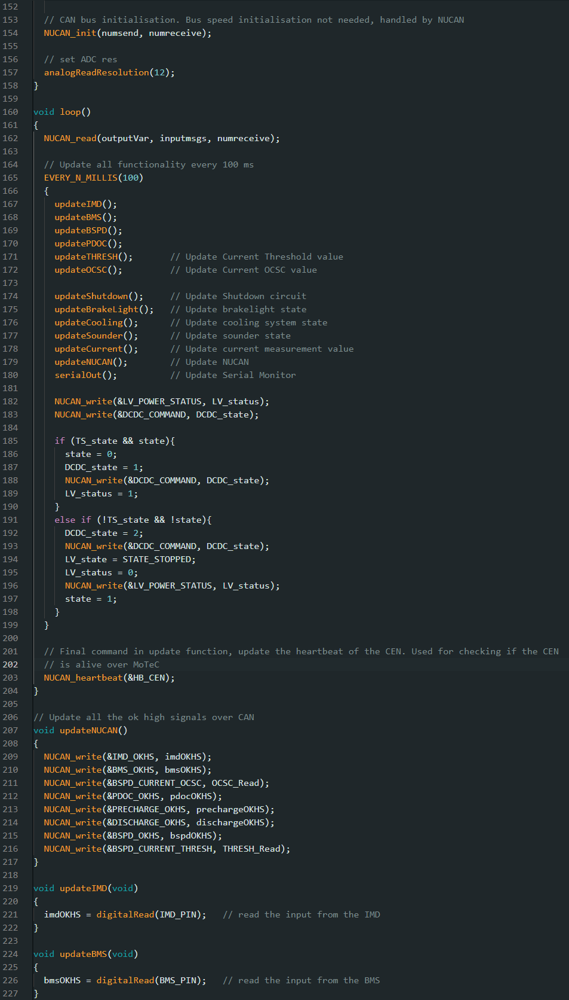 152
153 // CAN bus initialisation. Bus speed initialisation not needed, handled by NUCAN
154 NUCAN_init(numsend, numreceive);
155
156 // set ADC res
157 analogReadResolution(12);
158 }
159
160 void loop()
161 {
162 NUCAN_read(outputVar, inputmsgs, numreceive);
163
164 // Update all functionality every 100 ms
165 EVERY_N_MILLIS(100)
166 {
167 updateIMD();
168 updateBMS();
169 updateBSPD();
170 updatePDOC();
171 updateTHRESH(); // Update Current Threshold value
172 updateOCSC(); // Update Current OCSC value
173
174 updateShutdown(); // Update Shutdown circuit
175 updateBrakeLight(); // Update brakelight state
176 updateCooling(); // Update cooling system state
177 updateSounder(); // Update sounder state
178 updateCurrent(); // Update current measurement value
179 updateNUCAN(); // Update NUCAN
180 serialOut(); // Update Serial Monitor
181
182 NUCAN_write(&LV_POWER_STATUS, LV_status);
183 NUCAN_write(&DCDC_COMMAND, DCDC_state);
184
185 if (TS_state && state){
186 state = 0;
187 DCDC_state = 1;
188 NUCAN_write(&DCDC_COMMAND, DCDC_state);
189 LV_status = 1;
190 }
191 else if (!TS_state && !state){
192 DCDC_state = 2;
193 NUCAN_write(&DCDC_COMMAND, DCDC_state);
194 LV_state = STATE_STOPPED;
195 LV_status = 0;
196 NUCAN_write(&LV_POWER_STATUS, LV_status);
197 state = 1;
198 }
199 }
200
201 // Final command in update function, update the heartbeat of the CEN. Used for checking if the CEN
202 // is alive over MoTeC
203 NUCAN_heartbeat(&HB_CEN);
204 }
205
206 // Update all the ok high signals over CAN
207 void updateNUCAN()
208 {
209 NUCAN_write(&IMD_OKHS, imdOKHS);
210 NUCAN_write(&BMS_OKHS, bmsOKHS);
211 NUCAN_write(&BSPD_CURRENT_OCSC, OCSC_Read);
212 NUCAN_write(&PDOC_OKHS, pdocOKHS);
213 NUCAN_write(&PRECHARGE_OKHS, prechargeOKHS);
214 NUCAN_write(&DISCHARGE_OKHS, dischargeOKHS);
215 NUCAN_write(&BSPD_OKHS, bspdOKHS);
216 NUCAN_write(&BSPD_CURRENT_THRESH, THRESH_Read);
217 }
218
219 void updateIMD(void)
220 {
221 imdOKHS = digitalRead(IMD_PIN); // read the input from the IMD
222 }
223
224 void updateBMS(void)
225 {
226 bmsOKHS = digitalRead(BMS_PIN); // read the input from the BMS
227 }